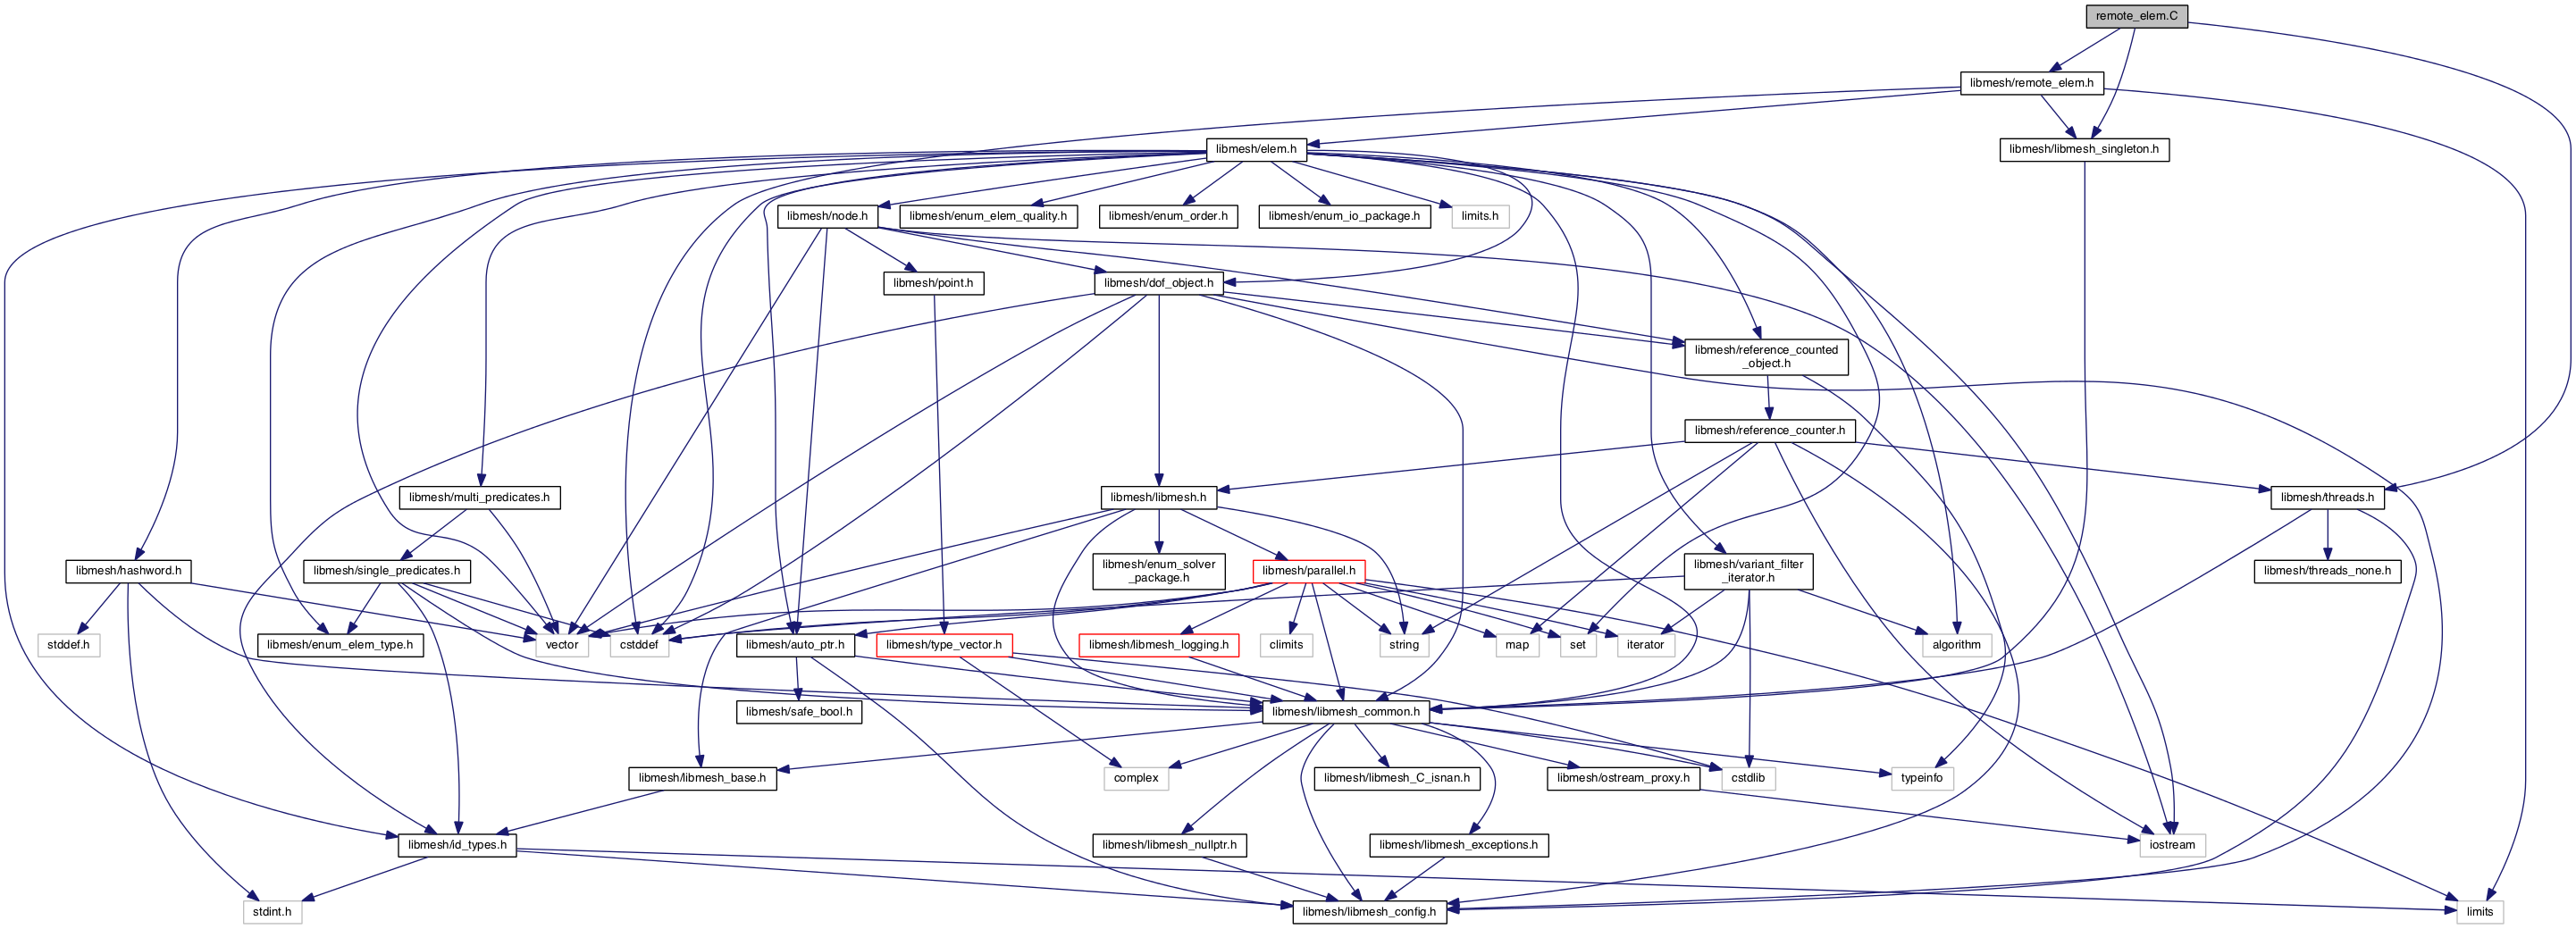 remote_elem.C
libmesh/remote_elem.h
libmesh/elem.h
libmesh/libmesh_singleton.h
libmesh/node.h
libmesh/enum_elem_quality.h
libmesh/enum_order.h
libmesh/enum_io_package.h
limits.h
libmesh/point.h
libmesh/dof_object.h
libmesh/reference_counted
_object.h
libmesh/reference_counter.h
libmesh/multi_predicates.h
libmesh/libmesh.h
libmesh/threads.h
libmesh/hashword.h
libmesh/single_predicates.h
libmesh/enum_solver
_package.h
libmesh/parallel.h
libmesh/variant_filter
_iterator.h
libmesh/threads_none.h
stddef.h
libmesh/enum_elem_type.h
vector
cstddef
libmesh/auto_ptr.h
libmesh/type_vector.h
libmesh/libmesh_logging.h
climits
string
map
set
iterator
algorithm
libmesh/safe_bool.h
libmesh/libmesh_common.h
libmesh/libmesh_base.h
complex
libmesh/libmesh_C_isnan.h
libmesh/ostream_proxy.h
cstdlib
typeinfo
libmesh/id_types.h
libmesh/libmesh_nullptr.h
libmesh/libmesh_exceptions.h
iostream
stdint.h
libmesh/libmesh_config.h
limits